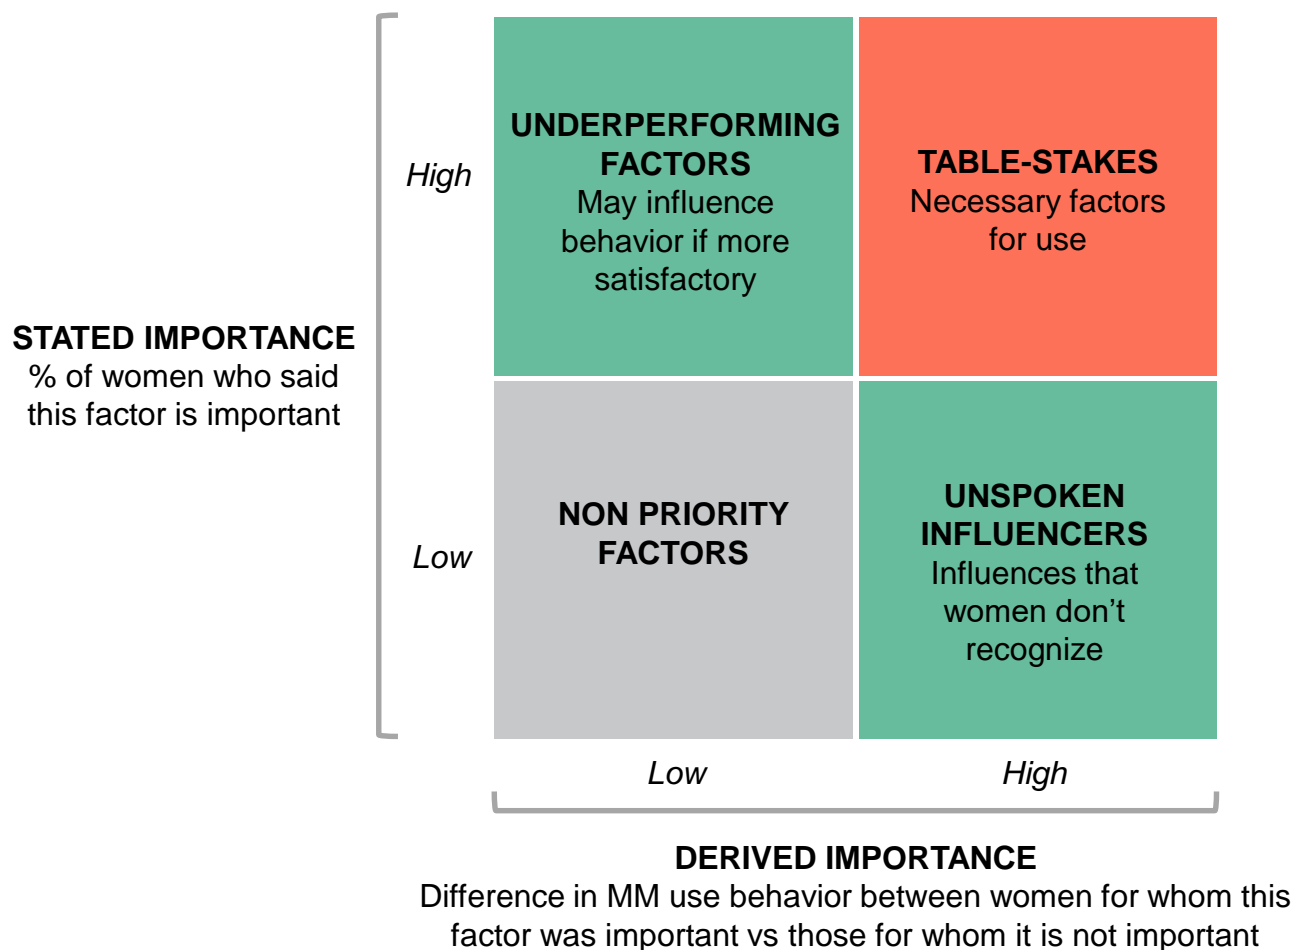 UNDERPERFORMING
FACTORS
May influence
behavior if more
satisfactory
TABLE-STAKES
Necessary factors
for use
High
STATED IMPORTANCE
% of women who said
this factor is important
NON PRIORITY
FACTORS
UNSPOKEN
INFLUENCERS
Influences that
women don’t
recognize
Low
Low
High
DERIVED IMPORTANCE
Difference in MM use behavior between women for whom this
factor was important vs those for whom it is not important